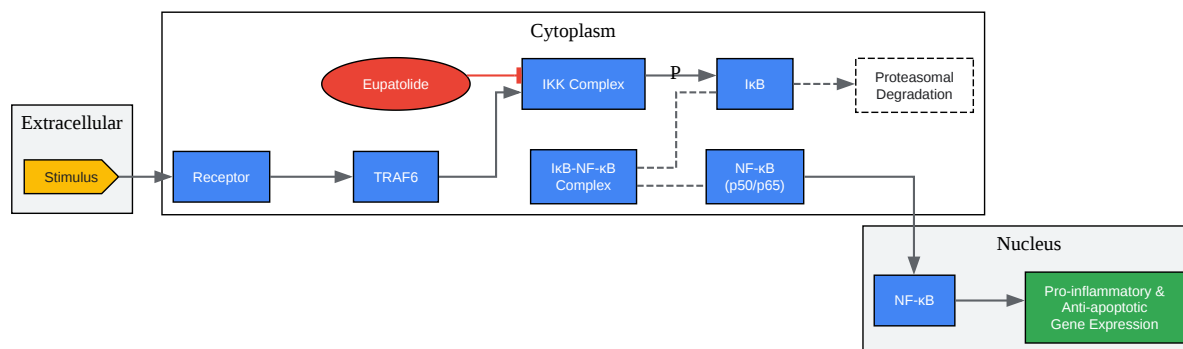 Cytoplasm
Eupatolide
IKK Complex
P
IκB
Proteasomal
Degradation
Extracellular
Stimulus
Receptor
TRAF6
IκB-NF-κB
Complex
NF-κB
(p50/p65)
Nucleus
NF-κB
Pro-inflammatory &
Anti-apoptotic
Gene Expression